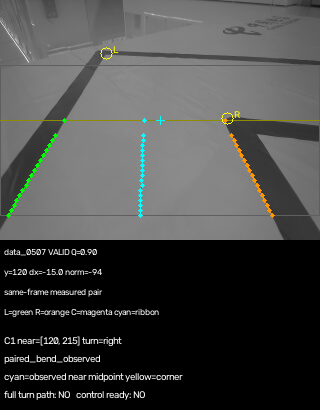 L
R
data_0507 VALID Q=0.90
y=120 dx=-15.0 norm=-94
same-frame measured pair
L=green R=orange C=magenta cyan=ribbon
C1 near=[120, 215] turn=right
paired_bend_observed
cyan=observed near midpoint yellow=corner
full turn path: NO control ready: NO